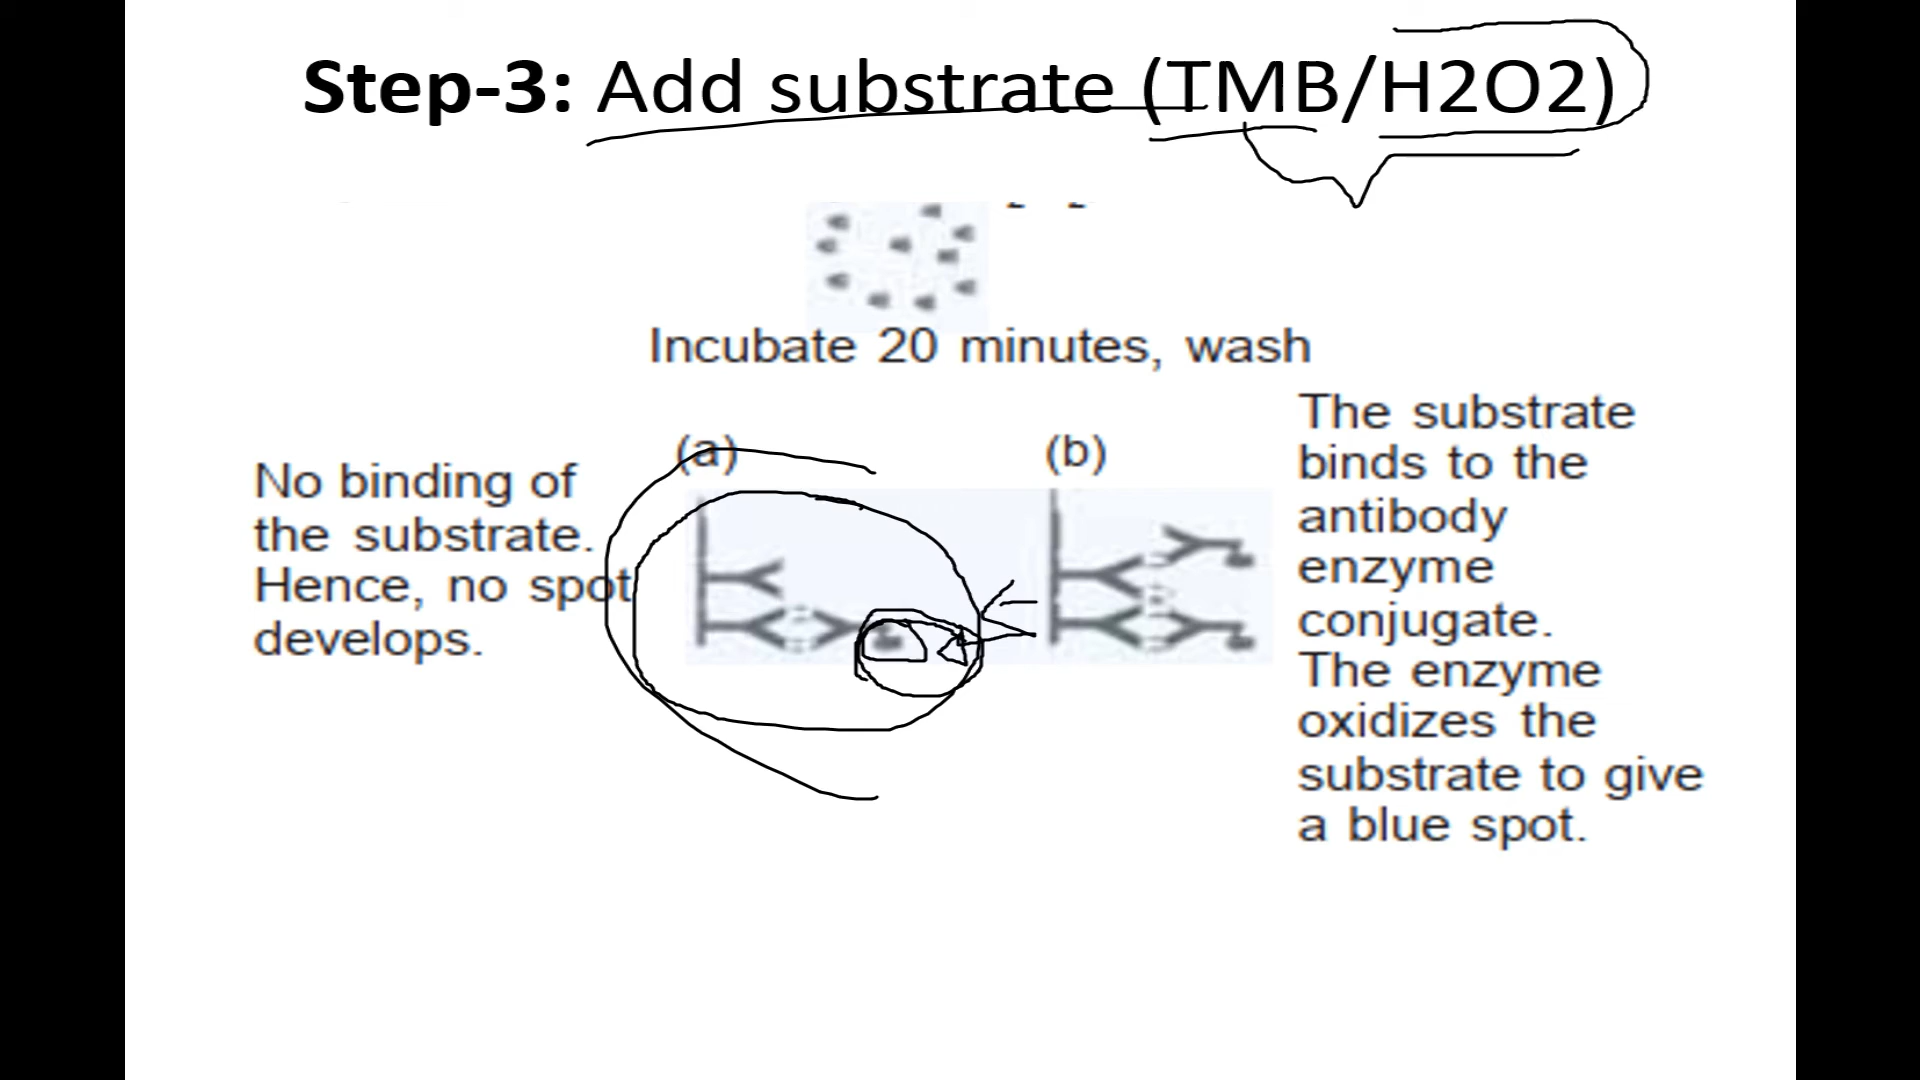 Step-3: Add substrate (TMB/H2O2)
Incubate 20 minutes, wash
(a)
(b)
No binding of
the substrate.
Hence, no spot
develops.
The substrate
binds to the
antibody
enzyme
conjugate.
The enzyme
oxidizes the
substrate to give
a blue spot.